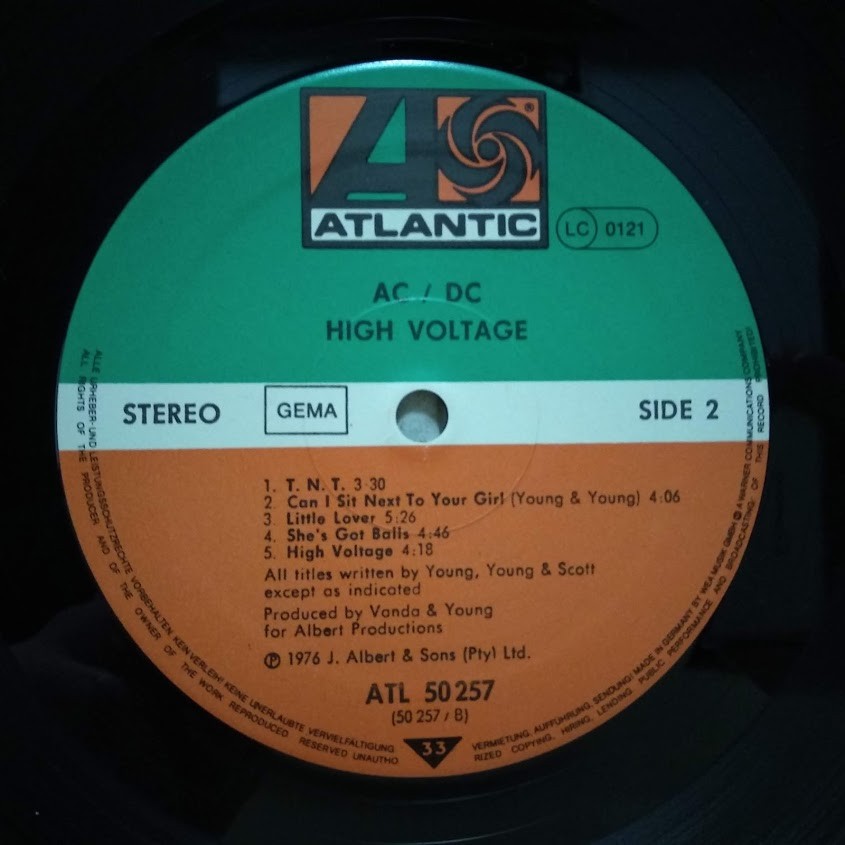 ATLANTIC ®
LC 0121
AC / DC
HIGH VOLTAGE
STEREO GEMA SIDE 2
1. T. N. T. 3·30
2. Can I Sit Next To Your Girl (Young & Young) 4:06
3. Little Lover 5:26
4. She's Got Balls 4:46
5. High Voltage 4:18
All titles written by Young, Young & Scott
except as indicated
Produced by Vanda & Young
for Albert Productions
℗ 1976 J. Albert & Sons (Pty) Ltd.
ATL 50 257
(50 257 / B)
33
ALLE URHEBER- UND LEISTUNGSSCHUTZRECHTE VORBEHALTEN. KEIN VERLEIH! KEINE UNERLAUBTE VERVIELFÄLTIGUNG, VERMIETUNG, AUFFÜHRUNG, SENDUNG! MADE IN GERMANY BY WEA MUSIK GMBH A WARNER COMMUNICATIONS COMPANY
ALL RIGHTS OF THE PRODUCER AND OF THE OWNER OF THE WORK REPRODUCED RESERVED UNAUTHORIZED COPYING, HIRING, LENDING PUBLIC PERFORMANCE AND BROADCASTING OF THIS RECORD PROHIBITED!